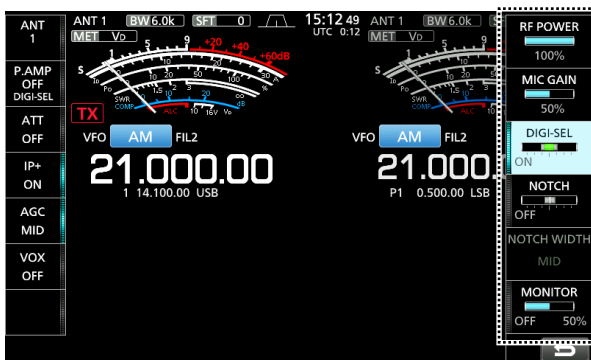 ANT
1
P.AMP
OFF
DIGI-SEL
ATT
OFF
IP+
ON
AGC
MID
VOX
OFF
ANT 1 BW 6.0k SFT 0
MET VD
S 1 5 9 +20 +40 +60dB
TX
VFO AM FIL2
21.000.00
1 14.100.00 USB
15:12 49
UTC 0:12
ANT 1 BW 6.0k
MET VD
VFO AM FIL2
21.000.
P1 0.500.00 LSB
RF POWER
100%
MIC GAIN
50%
DIGI-SEL
ON
NOTCH
OFF
NOTCH WIDTH
MID
MONITOR
OFF 50%